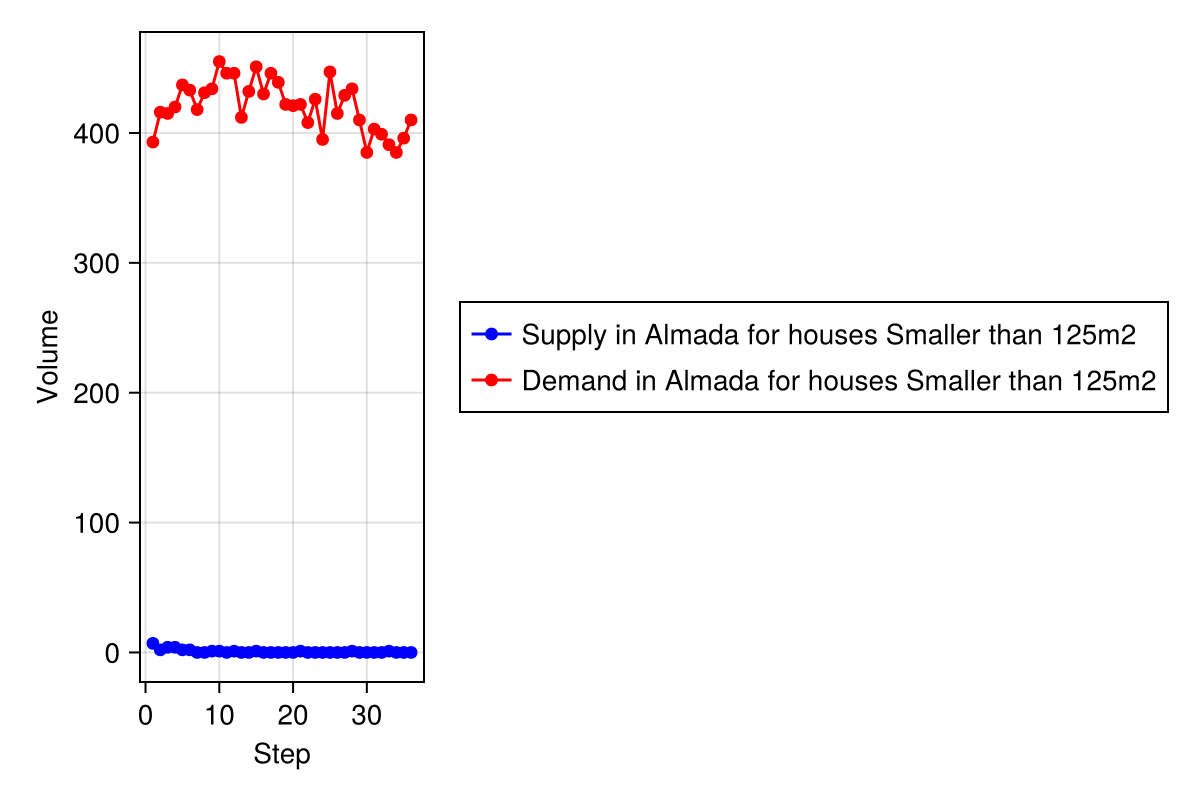 400
300
200
100
0
Volume
0 10 20 30
Step
Supply in Almada for houses Smaller than 125m2
Demand in Almada for houses Smaller than 125m2